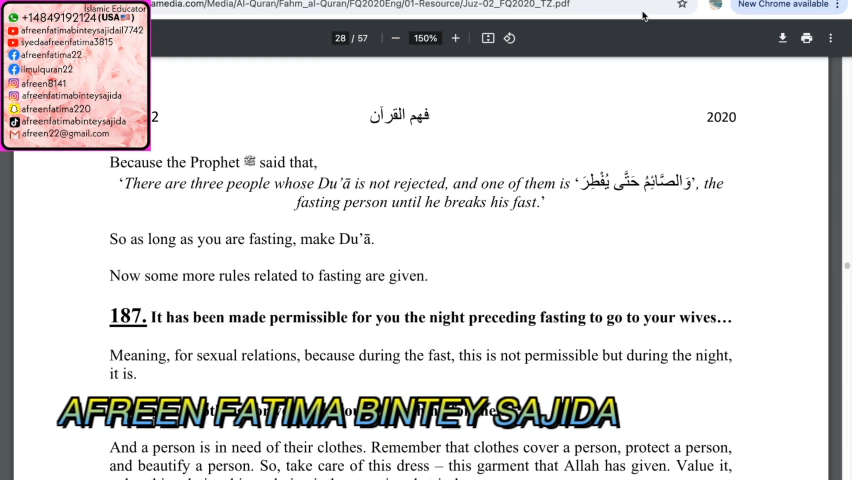 Islamic Educator
+14849192124(USA🇺🇸)
afreenfatimabinteysajidail7742
syedaafreenfatima3815
afreenfatima22
ilmulquran22
afreen8141
afreenfatimabinteysajida
afreenfatima220
afreenfatimabinteysajida
afreen22@gmail.com
amedia.com/Media/Al-Quran/Fahm_al-Quran/FQ2020Eng/01-Resource/Juz-02_FQ2020_TZ.pdf
New Chrome available
28 / 57
150%
2 فهم القرآن 2020
Because the Prophet ﷺ said that,
‘There are three people whose Du’ā is not rejected, and one of them is ‘وَالصَّائِمُ حَتَّى يُفْطِرَ’, the
fasting person until he breaks his fast.’
So as long as you are fasting, make Du’ā.
Now some more rules related to fasting are given.
187. It has been made permissible for you the night preceding fasting to go to your wives…
Meaning, for sexual relations, because during the fast, this is not permissible but during the night,
it is.
AFREEN FATIMA BINTEY SAJIDA
And a person is in need of their clothes. Remember that clothes cover a person, protect a person,
and beautify a person. So, take care of this dress – this garment that Allah has given. Value it,